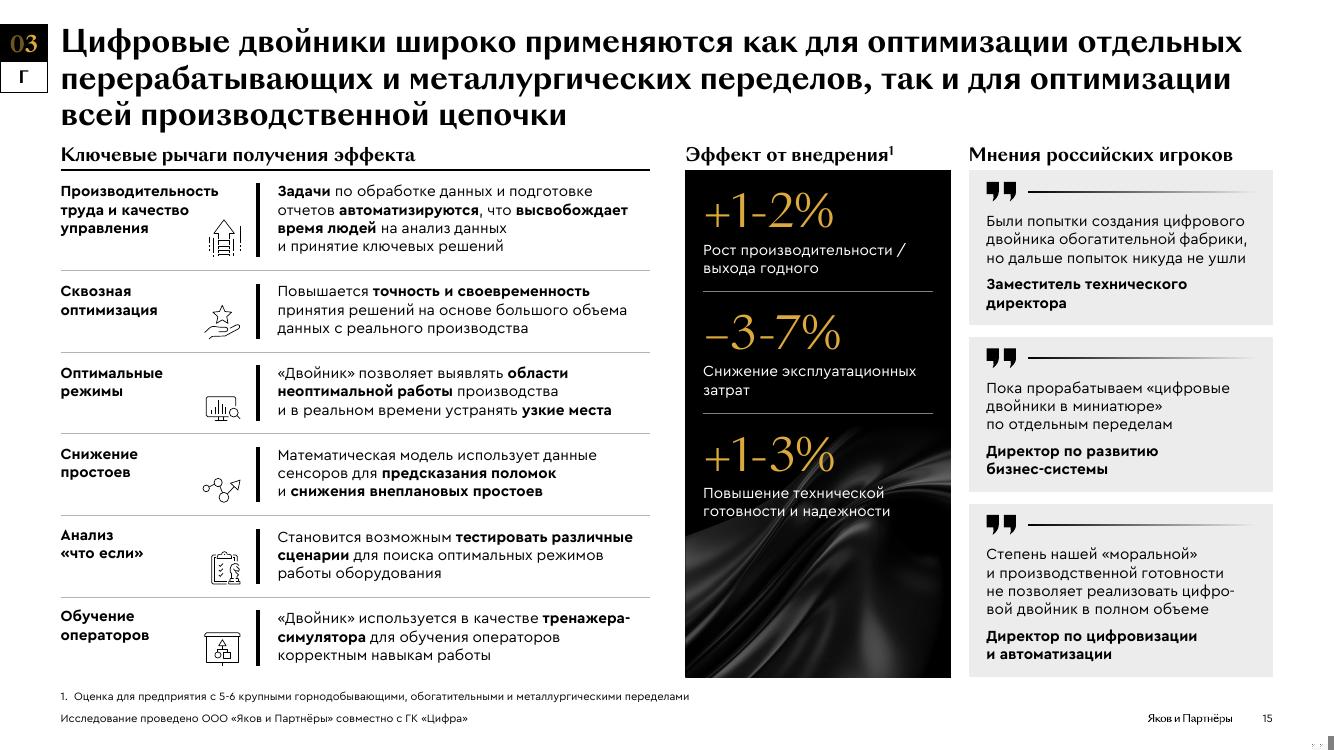 03
Г
Цифровые двойники широко применяются как для оптимизации отдельных
перерабатывающих и металлургических переделов, так и для оптимизации
всей производственной цепочки
Ключевые рычаги получения эффекта
Производительность
труда и качество
управления
Задачи по обработке данных и подготовке
отчетов автоматизируются, что высвобождает
время людей на анализ данных
и принятие ключевых решений
Сквозная
оптимизация
Повышается точность и своевременность
принятия решений на основе большого объема
данных с реального производства
Оптимальные
режимы
«Двойник» позволяет выявлять области
неоптимальной работы производства
и в реальном времени устранять узкие места
Снижение
простоев
Математическая модель использует данные
сенсоров для предсказания поломок
и снижения внеплановых простоев
Анализ
«что если»
Становится возможным тестировать различные
сценарии для поиска оптимальных режимов
работы оборудования
Обучение
операторов
«Двойник» используется в качестве тренажера-
симулятора для обучения операторов
корректным навыкам работы
Эффект от внедрения¹
+1-2%
Рост производительности /
выхода годного
–3-7%
Снижение эксплуатационных
затрат
+1-3%
Повышение технической
готовности и надежности
Мнения российских игроков
Были попытки создания цифрового
двойника обогатительной фабрики,
но дальше попыток никуда не ушли
Заместитель технического
директора
Пока прорабатываем «цифровые
двойники в миниатюре»
по отдельным переделам
Директор по развитию
бизнес-системы
Степень нашей «моральной»
и производственной готовности
не позволяет реализовать цифро-
вой двойник в полном объеме
Директор по цифровизации
и автоматизации
1. Оценка для предприятия с 5-6 крупными горнодобывающими, обогатительными и металлургическими переделами
Исследование проведено ООО «Яков и Партнёры» совместно с ГК «Цифра»
Яков и Партнёры
15